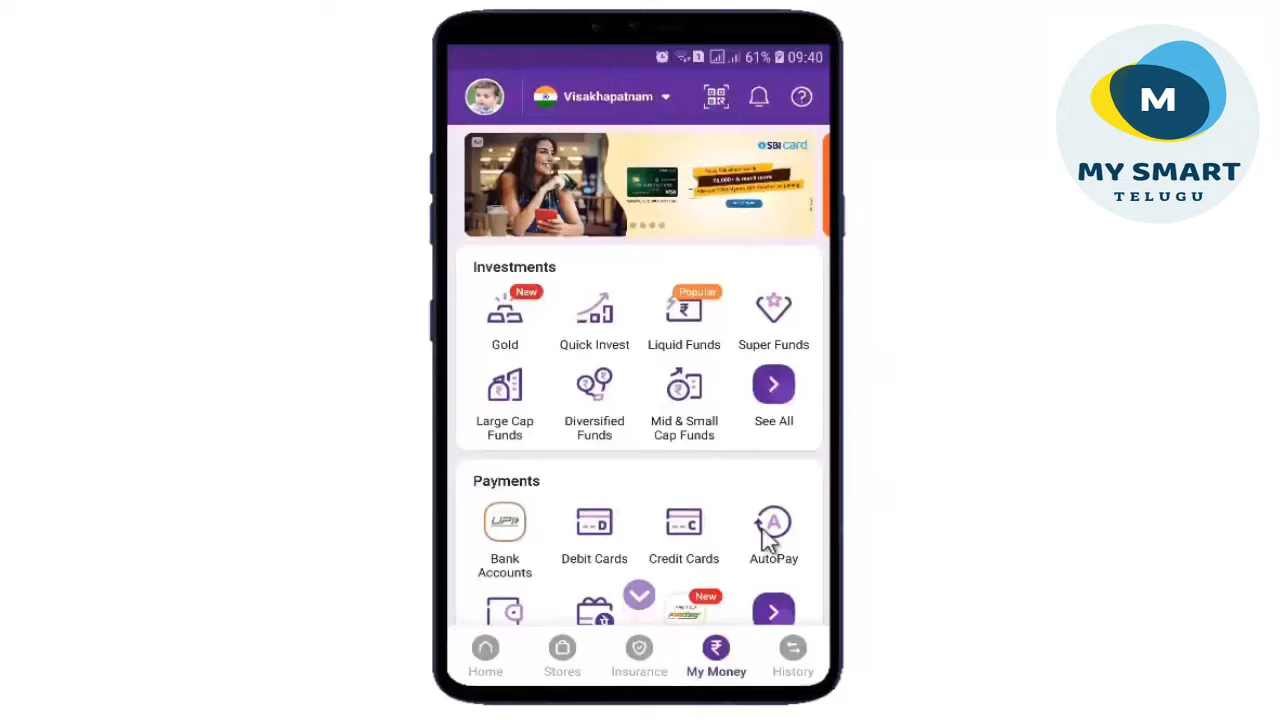 61% 09:40
Visakhapatnam
Ad
SBI card
VISA
Investments
New
Popular
Gold
Quick Invest
Liquid Funds
Super Funds
Large Cap
Funds
Diversified
Funds
Mid & Small
Cap Funds
See All
Payments
UPI
D
C
A
Bank
Accounts
Debit Cards
Credit Cards
AutoPay
New
Home
Stores
Insurance
My Money
History
M
MY SMART
TELUGU